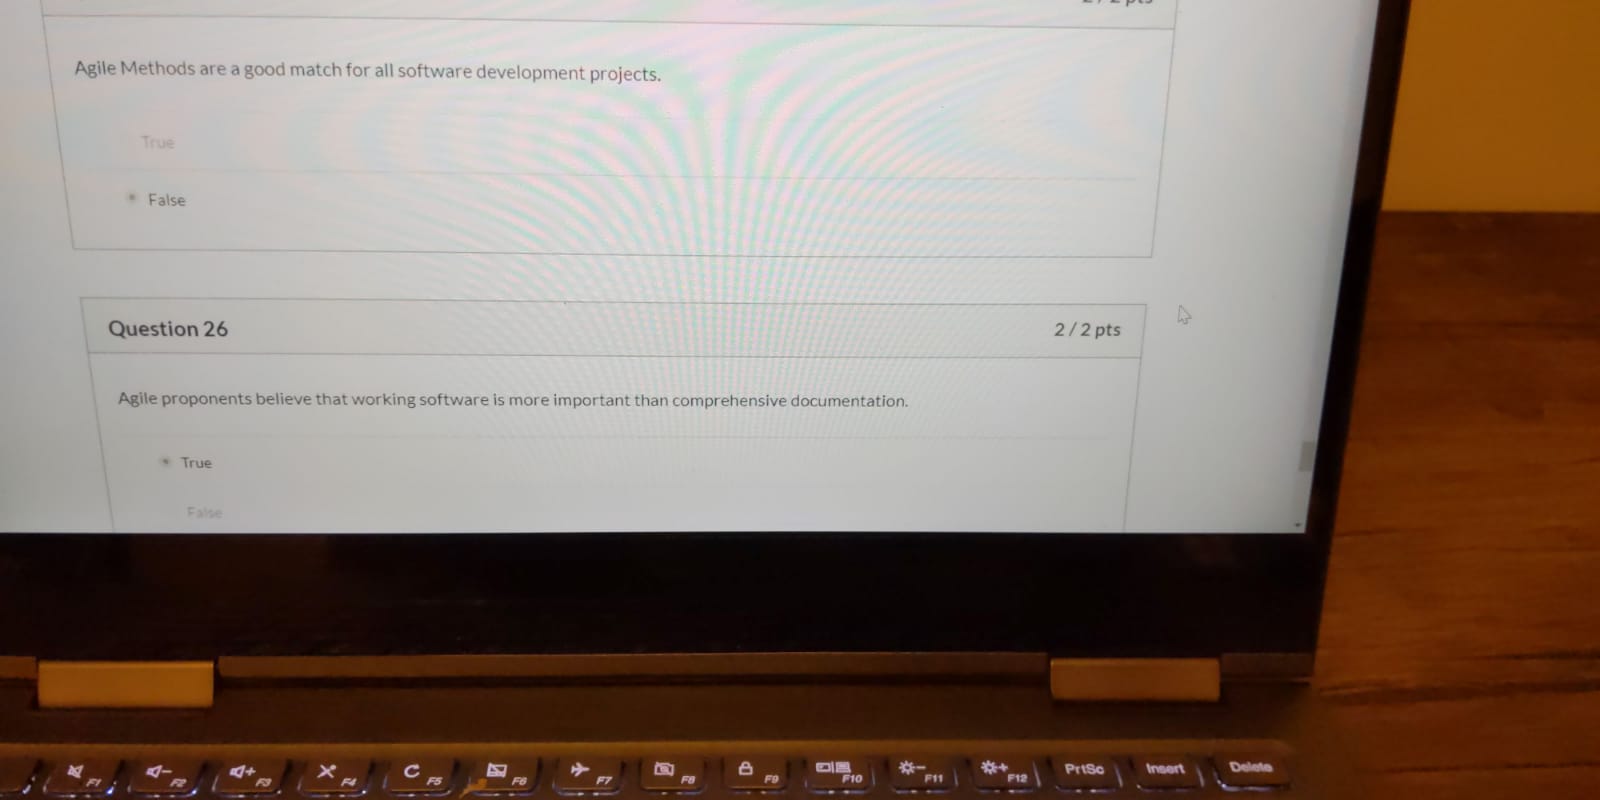 Agile Methods are a good match for all software development projects.
True
False
Question 26
2 / 2 pts
Agile proponents believe that working software is more important than comprehensive documentation.
True
False
F1
F2
F3
F4
F5
F6
F7
F8
F9
F10
F11
F12
PrtSc
Insert
Delete